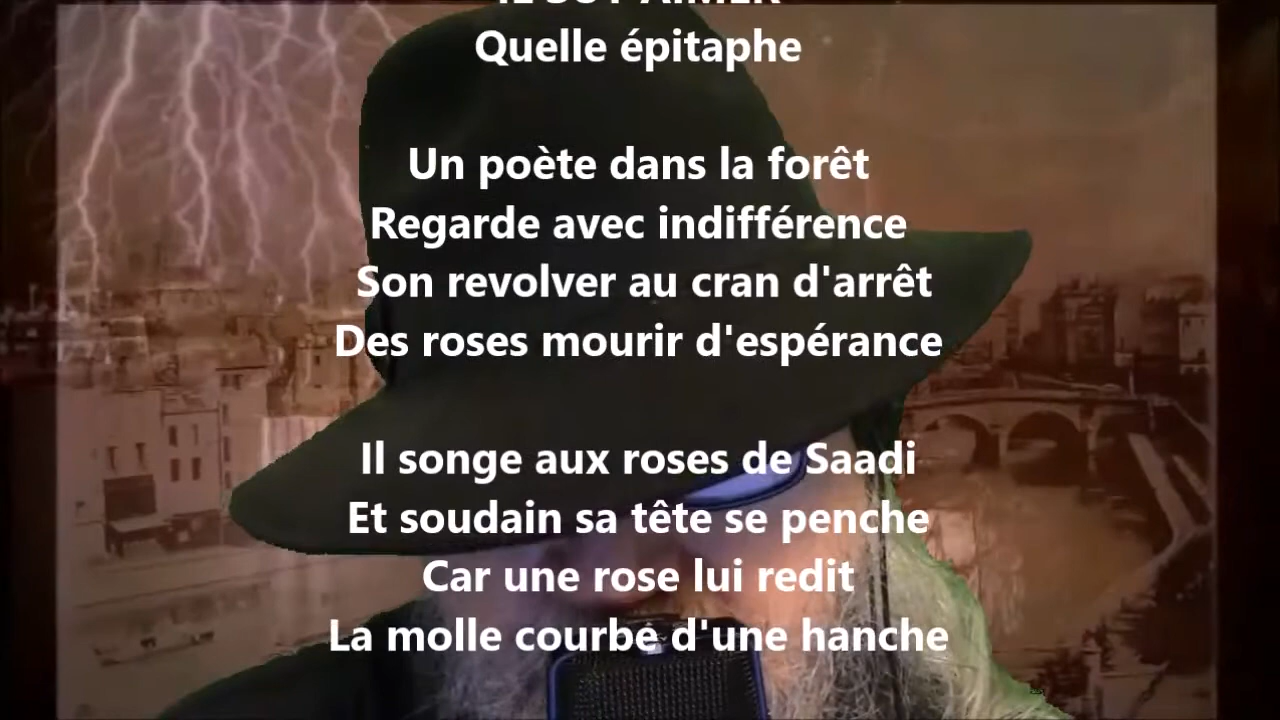 Quelle épitaphe
Un poète dans la forêt
Regarde avec indifférence
Son revolver au cran d'arrêt
Des roses mourir d'espérance
Il songe aux roses de Saadi
Et soudain sa tête se penche
Car une rose lui redit
La molle courbe d'une hanche